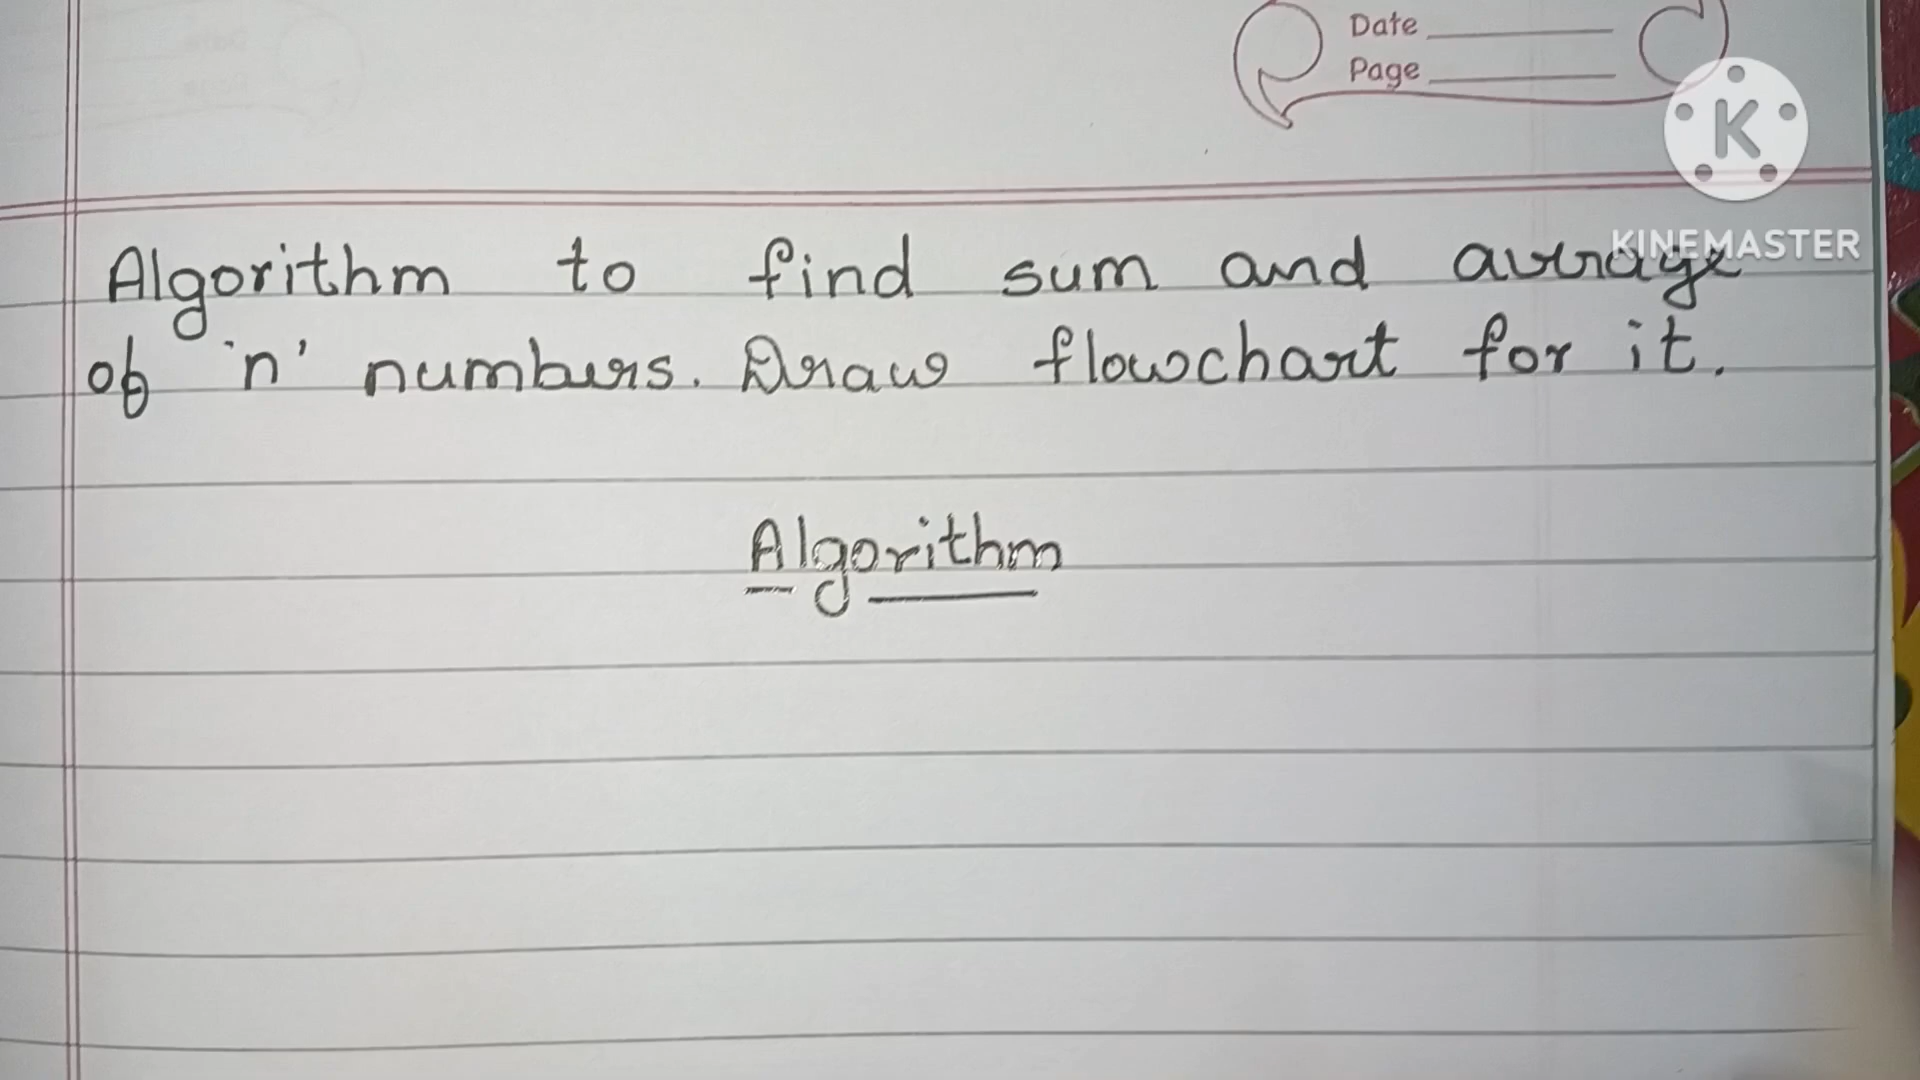 Date
Page
K
KINEMASTER
Algorithm to find sum and average
of 'n' numbers. Draw flowchart for it.
Algorithm